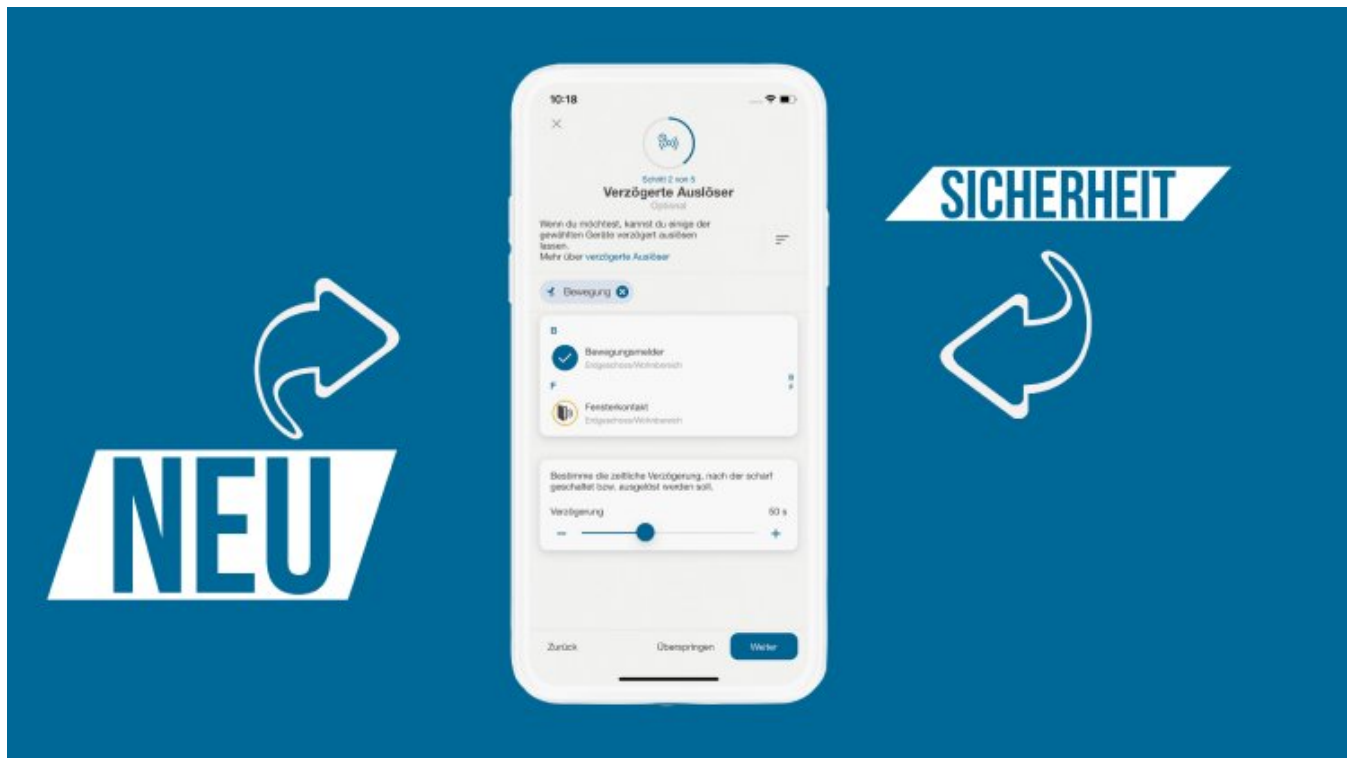 10:18
Schritt 2 von 5
Verzögerte Auslöser
Optional
Wenn du möchtest, kannst du einige der
gewählten Geräte verzögert auslösen
lassen.
Mehr über verzögerte Auslöser
SICHERHEIT
Bewegung
B
Bewegungsmelder
Erdgeschoss/Wohnbereich
B
F
F
Fensterkontakt
Erdgeschoss/Wohnbereich
NEU
Bestimme die zeitliche Verzögerung, nach der scharf
geschaltet bzw. ausgelöst werden soll.
Verzögerung
s
Zurück
Überspringen
Weiter